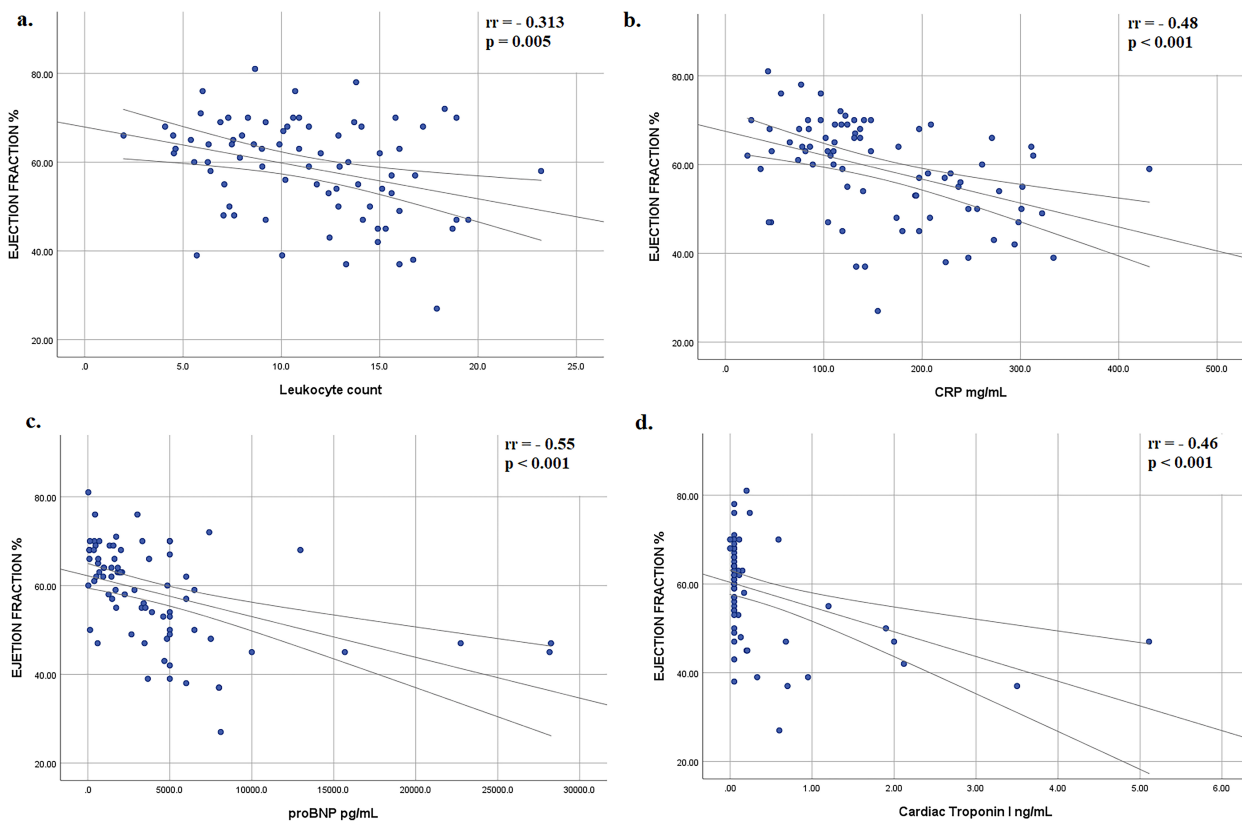 a.
rr = - 0.313
p = 0.005
EJECTION FRACTION %
80.00
60.00
40.00
20.00
.0
5.0
10.0
15.0
20.0
25.0
Leukocyte count
b.
rr = - 0.48
p < 0.001
EJECTION FRACTION %
80.00
60.00
40.00
20.00
.0
100.0
200.0
300.0
400.0
500.0
CRP mg/mL
c.
rr = - 0.55
p < 0.001
EJETION FRACTION %
80.00
60.00
40.00
20.00
.0
5000.0
10000.0
15000.0
20000.0
25000.0
30000.0
proBNP pg/mL
d.
rr = - 0.46
p < 0.001
EJECTION FRACTION %
80.00
60.00
40.00
20.00
.00
1.00
2.00
3.00
4.00
5.00
6.00
Cardiac Troponin I ng/mL